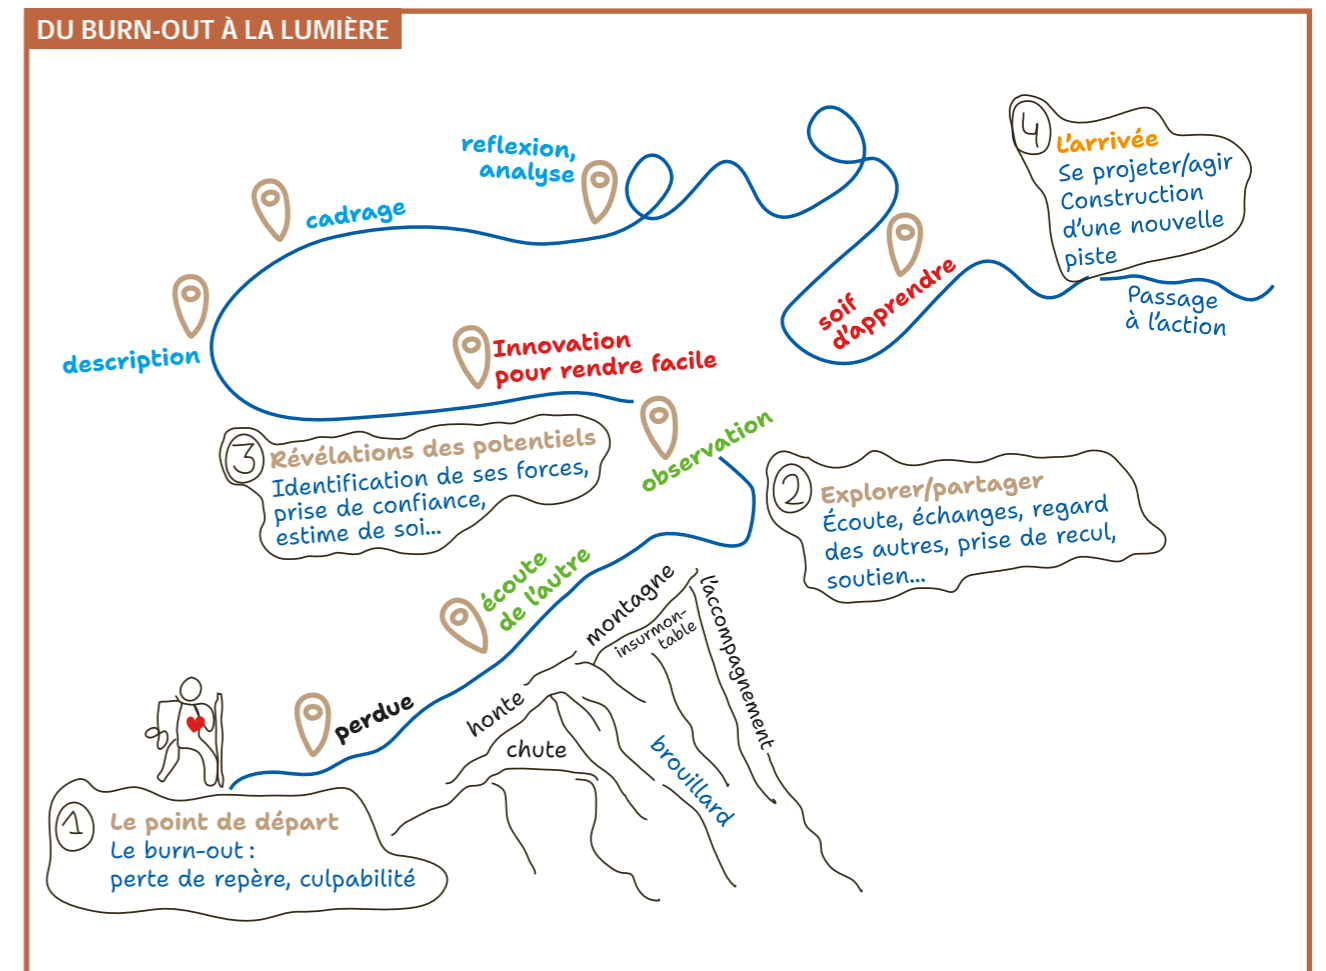 DU BURN-OUT À LA LUMIÈRE
4
L'arrivée
Se projeter/agir
Construction
d'une nouvelle
piste
Passage
à l'action
reflexion,
analyse
cadrage
description
soif
d'apprendre
Innovation
pour rendre facile
observation
3
Révélations des potentiels
Identification de ses forces,
prise de confiance,
estime de soi...
2
Explorer/partager
Écoute, échanges, regard
des autres, prise de recul,
soutien...
écoute
de l'autre
montagne
insurmon-
table
l'accompagnement
honte
chute
brouillard
perdue
1
Le point de départ
Le burn-out :
perte de repère, culpabilité